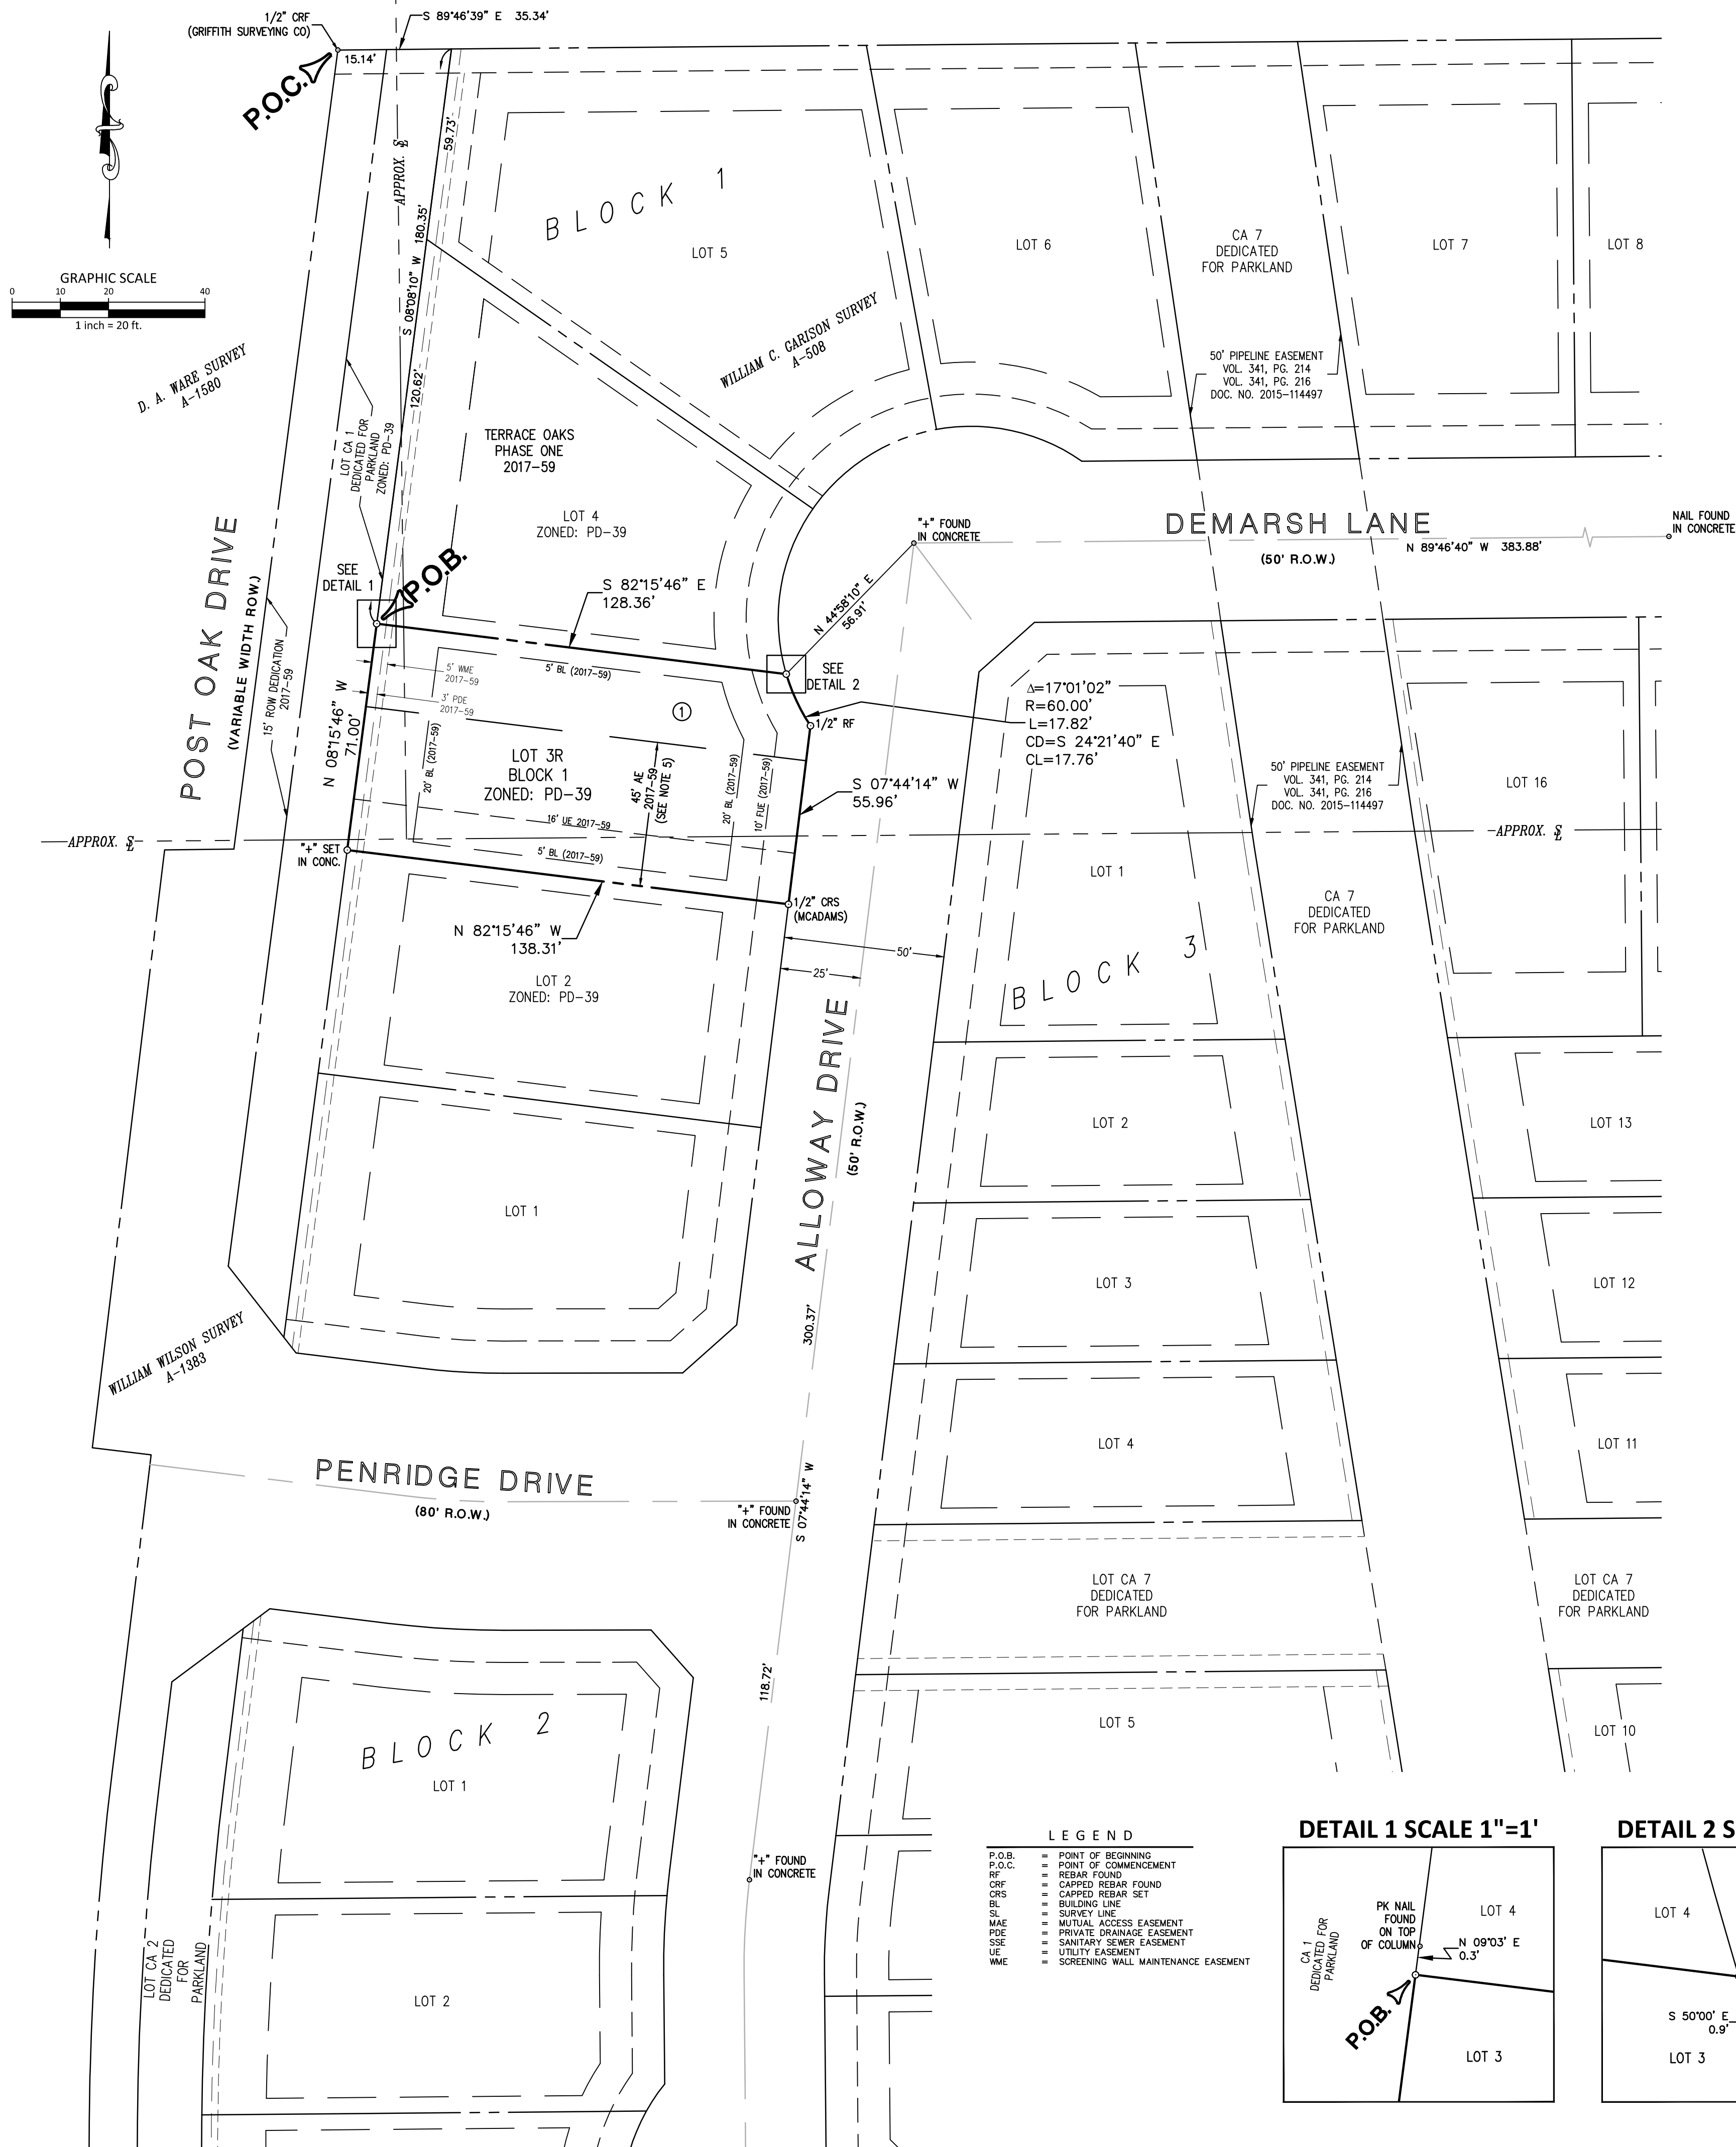 1/2" CRF
(GRIFFITH SURVEYING CO)
S 89°46'39" E 35.34'
15.14'
P.O.C.
59.73'
APPROX. SL
S 08°08'10" W 180.35'
120.62'
GRAPHIC SCALE
0 10 20 40
1 inch = 20 ft.
D. A. WARE SURVEY
A-1580
BLOCK 1
LOT 5
LOT 6
CA 7
DEDICATED
FOR PARKLAND
LOT 7
LOT 8
WILLIAM C. GARISON SURVEY
A-508
50' PIPELINE EASEMENT
VOL. 341, PG. 214
VOL. 341, PG. 216
DOC. NO. 2015-114497
LOT CA 1
DEDICATED FOR
PARKLAND
ZONED: PD-39
TERRACE OAKS
PHASE ONE
2017-59
LOT 4
ZONED: PD-39
"+" FOUND
IN CONCRETE
DEMARSH LANE
(50' R.O.W.)
N 89°46'40" W 383.88'
NAIL FOUND
IN CONCRETE
POST OAK DRIVE
(VARIABLE WIDTH ROW.)
15' ROW DEDICATION
2017-59
SEE
DETAIL 1
P.O.B.
S 82°15'46" E
128.36'
N 44°58'10" E
56.91'
SEE
DETAIL 2
5' WME
2017-59
5' BL (2017-59)
3' PDE
2017-59
1
1/2" RF
Δ=17°01'02"
R=60.00'
L=17.82'
CD=S 24°21'40" E
CL=17.76'
N 08°15'46" W
71.00'
20' BL (2017-59)
LOT 3R
BLOCK 1
ZONED: PD-39
45' AE
2017-59
(SEE NOTE 5)
20' BL (2017-59)
10' FUE (2017-59)
S 07°44'14" W
55.96'
50' PIPELINE EASEMENT
VOL. 341, PG. 214
VOL. 341, PG. 216
DOC. NO. 2015-114497
LOT 16
16' UE 2017-59
APPROX. SL
APPROX. SL
"+" SET
IN CONC.
5' BL (2017-59)
LOT 1
1/2" CRS
(MCADAMS)
CA 7
DEDICATED
FOR PARKLAND
N 82°15'46" W
138.31'
50'
25'
BLOCK 3
LOT 2
ZONED: PD-39
ALLOWAY DRIVE
(50' R.O.W.)
LOT 2
LOT 13
LOT 1
LOT 3
LOT 12
300.37'
WILLIAM WILSON SURVEY
A-1383
LOT 4
LOT 11
PENRIDGE DRIVE
(80' R.O.W.)
"+" FOUND
IN CONCRETE
S 07°44'14" W
LOT CA 7
DEDICATED
FOR PARKLAND
LOT CA 7
DEDICATED
FOR PARKLAND
118.72'
LOT 5
LOT 10
BLOCK 2
LOT 1
"+" FOUND
IN CONCRETE
LOT CA 2
DEDICATED
FOR
PARKLAND
LOT 2
LEGEND
P.O.B. = POINT OF BEGINNING
P.O.C. = POINT OF COMMENCEMENT
RF = REBAR FOUND
CRF = CAPPED REBAR FOUND
CRS = CAPPED REBAR SET
BL = BUILDING LINE
SL = SURVEY LINE
MAE = MUTUAL ACCESS EASEMENT
PDE = PRIVATE DRAINAGE EASEMENT
SSE = SANITARY SEWER EASEMENT
UE = UTILITY EASEMENT
WME = SCREENING WALL MAINTENANCE EASEMENT
DETAIL 1 SCALE 1"=1'
CA 1
DEDICATED FOR
PARKLAND
PK NAIL
FOUND
ON TOP
OF COLUMN
LOT 4
N 09°03' E
0.3'
P.O.B.
LOT 3
DETAIL 2 S
LOT 4
S 50°00' E
0.9'
LOT 3